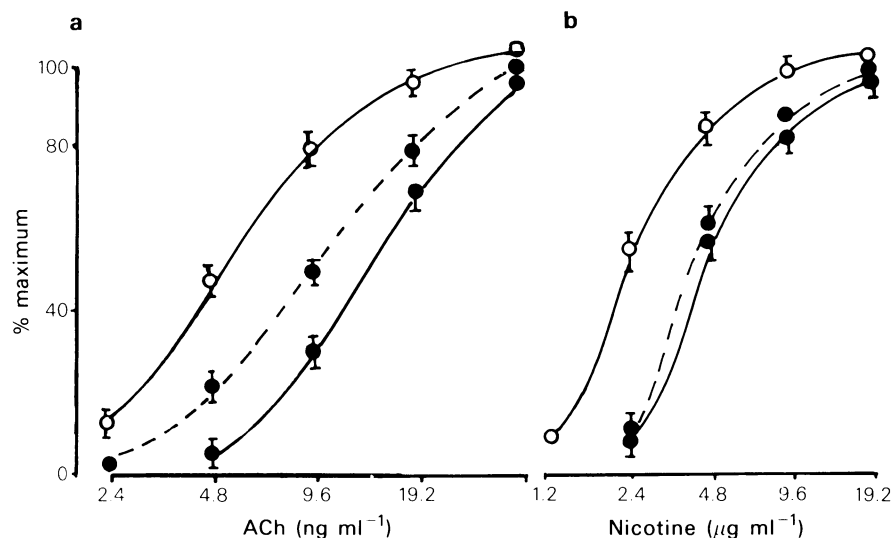 a
b
% maximum
100
80
40
0
2.4 4.8 9.6 19.2
ACh (ng ml⁻¹)
1.2 2.4 4.8 9.6 19.2
Nicotine (μg ml⁻¹)